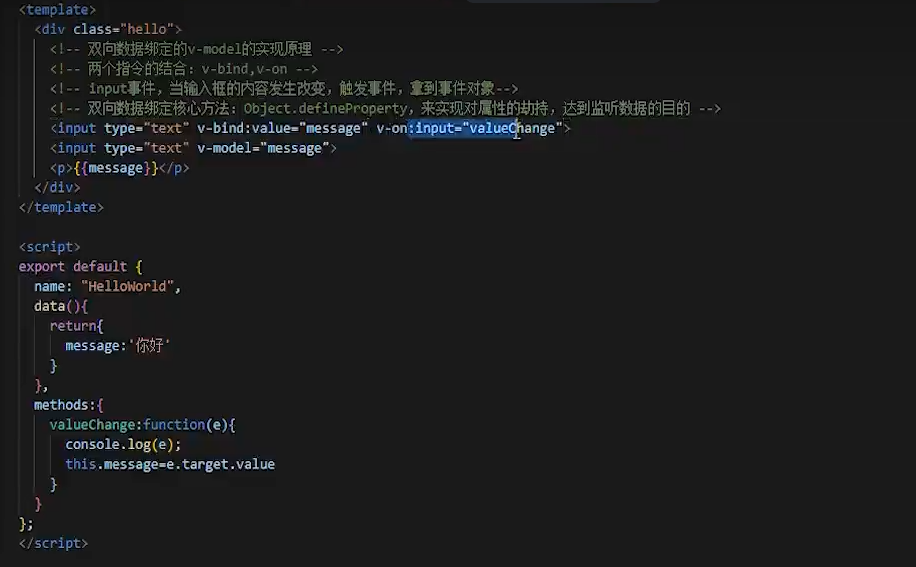 <template>
<div class="hello">
<!-- 双向数据绑定的v-model的实现原理 -->
<!-- 两个指令的结合：v-bind,v-on -->
<!-- input事件，当输入框的内容发生改变，触发事件，拿到事件对象-->
<!-- 双向数据绑定核心方法：Object.defineProperty，来实现对属性的劫持，达到监听数据的目的 -->
<input type="text" v-bind:value="message" v-on:input="valueChange">
<input type="text" v-model="message">
<p>{{message}}</p>
</div>
</template>
<script>
export default {
name: "HelloWorld",
data(){
return{
message:'你好'
}
},
methods:{
valueChange:function(e){
console.log(e);
this.message=e.target.value
}
}
};
</script>